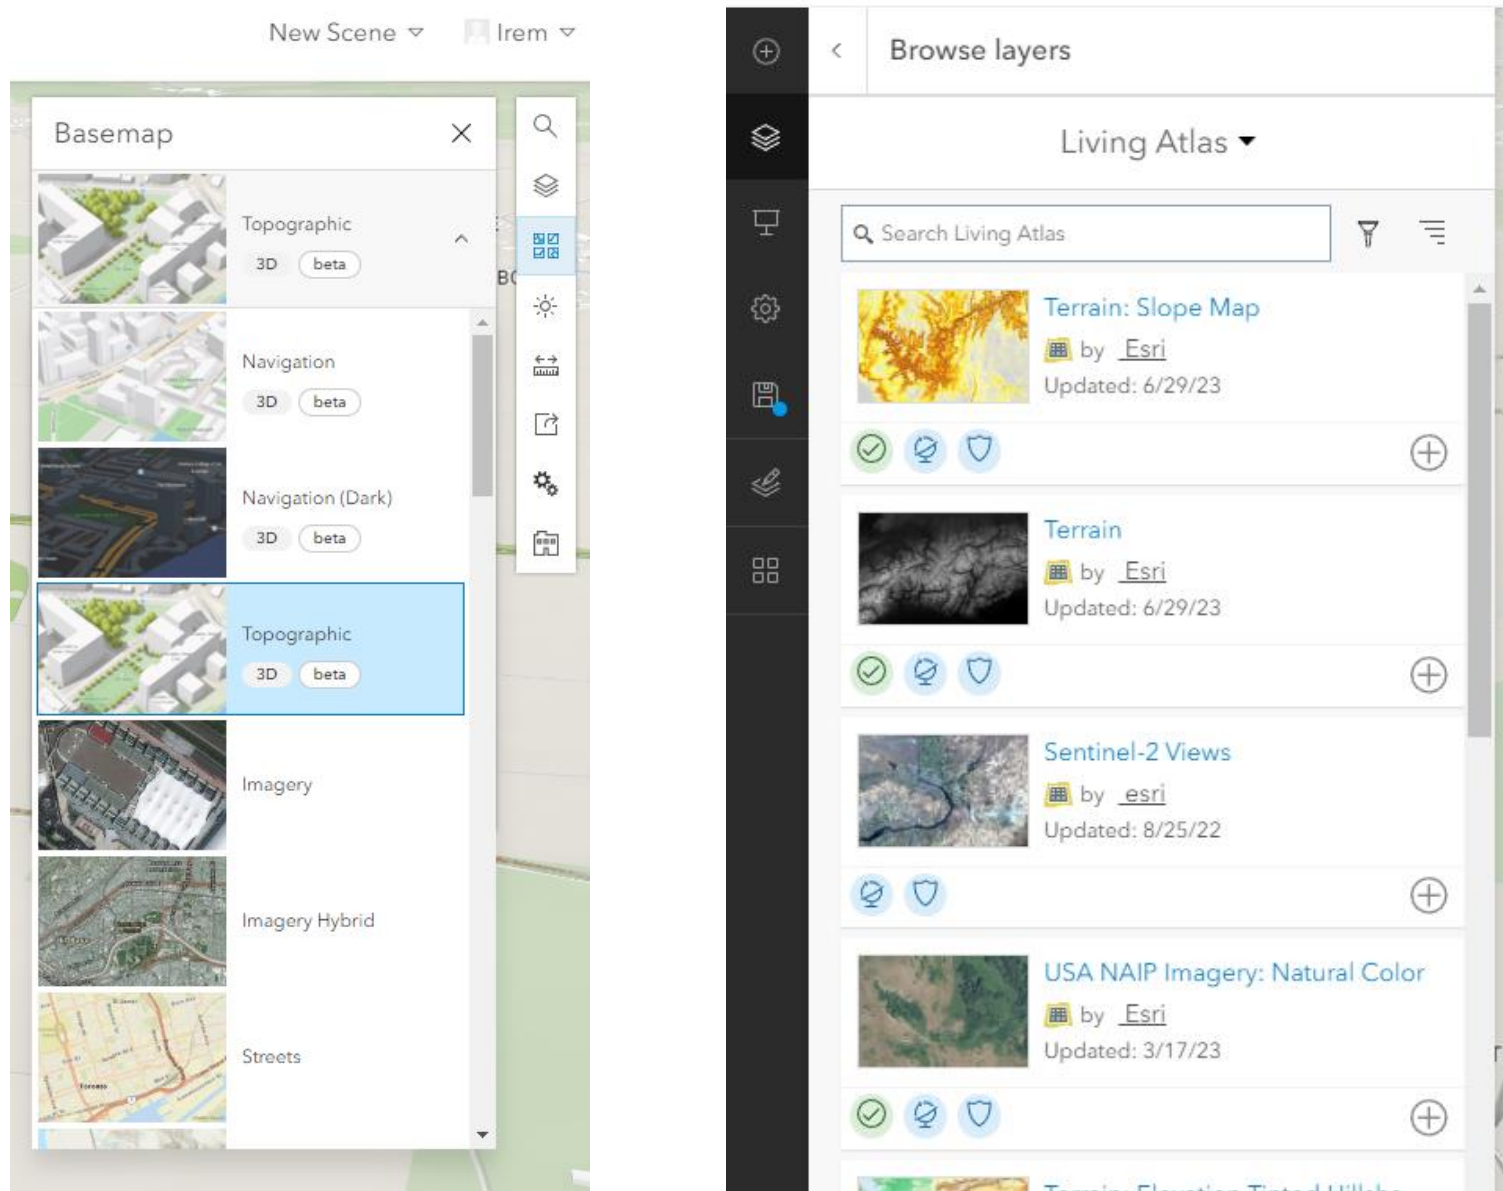 New Scene
Irem
Basemap
Topographic
3D beta
Navigation
3D beta
Navigation (Dark)
3D beta
Topographic
3D beta
Imagery
Imagery Hybrid
Streets
Toronto
Browse layers
Living Atlas
Search Living Atlas
Terrain: Slope Map
by Esri
Updated: 6/29/23
Terrain
by Esri
Updated: 6/29/23
Sentinel-2 Views
by esri
Updated: 8/25/22
USA NAIP Imagery: Natural Color
by Esri
Updated: 3/17/23